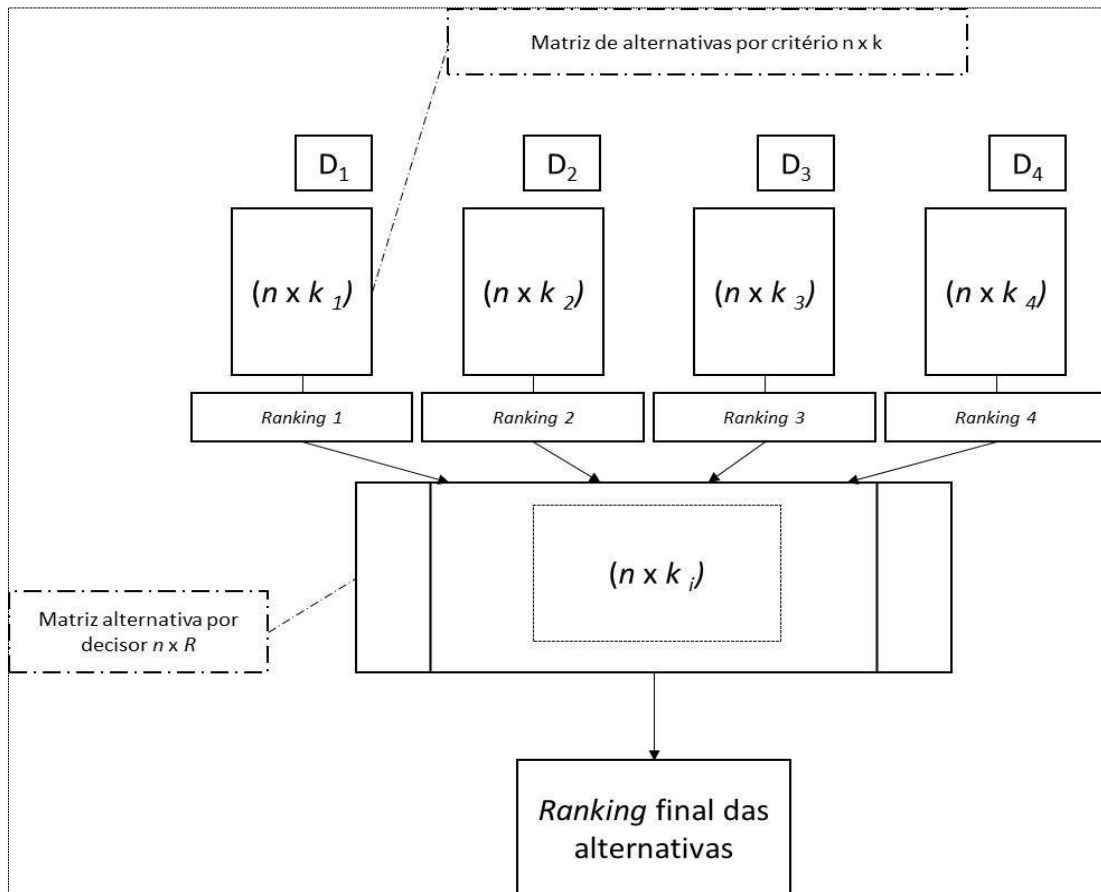 Matriz de alternativas por critério n x k
D1 D2 D3 D4
(n x k 1) (n x k 2) (n x k 3) (n x k 4)
Ranking 1 Ranking 2 Ranking 3 Ranking 4
(n x k i)
Matriz alternativa por
decisor n x R
Ranking final das
alternativas